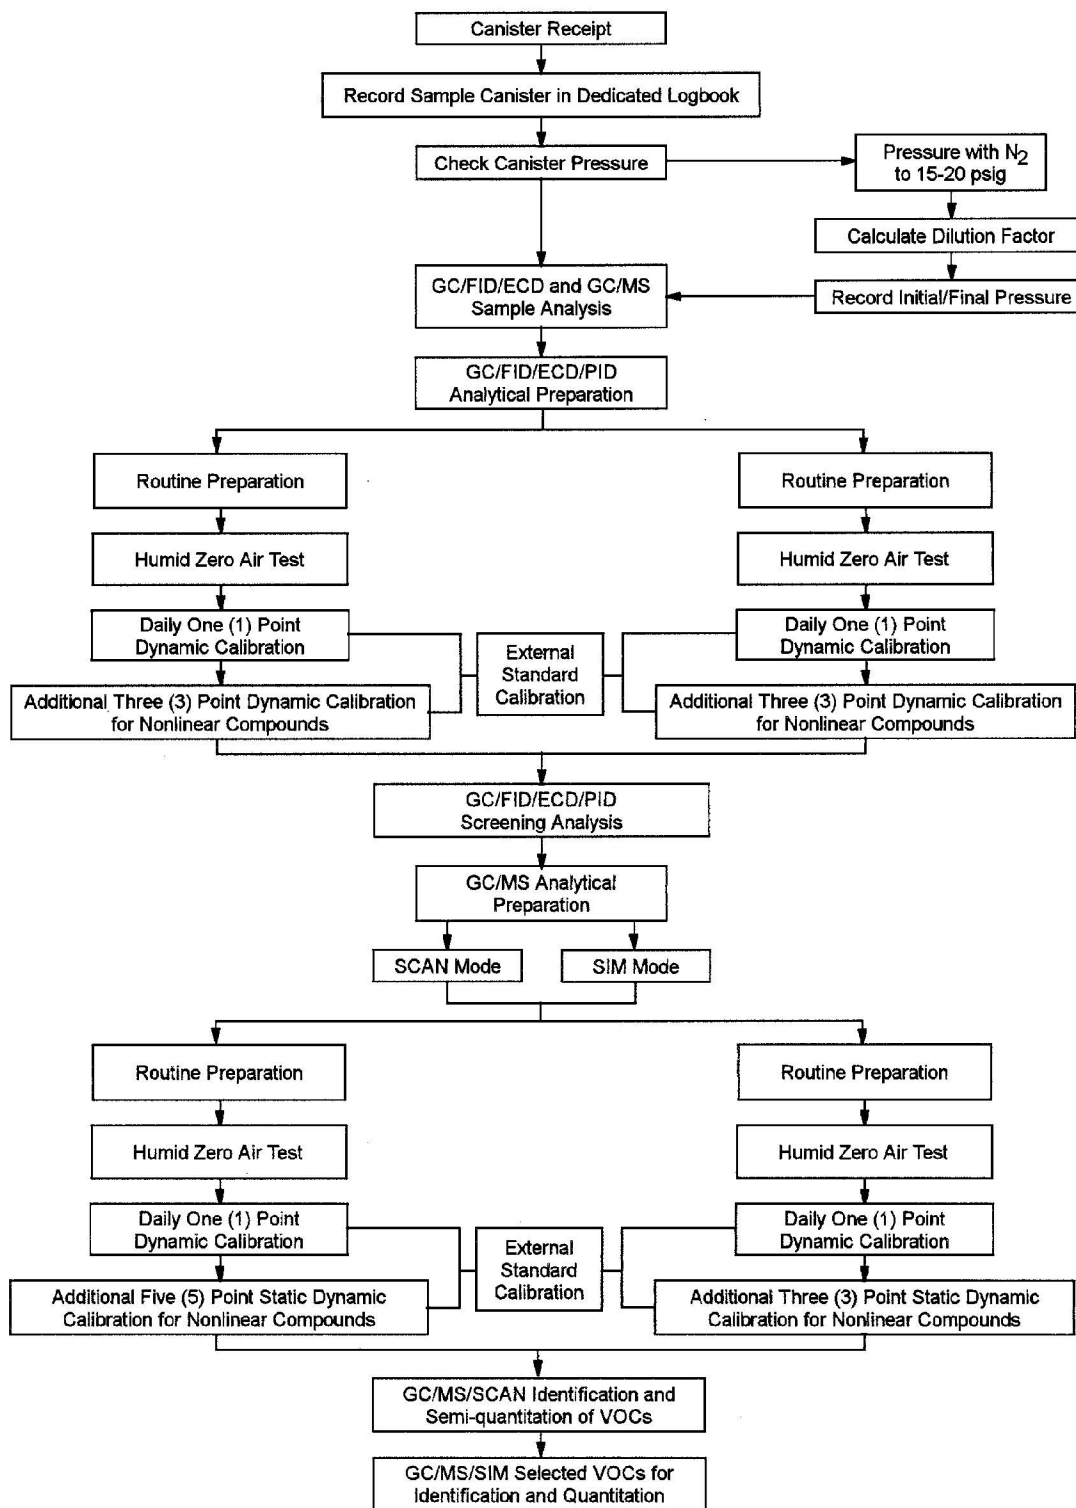 Canister Receipt
Record Sample Canister in Dedicated Logbook
Check Canister Pressure
Pressure with N2
to 15-20 psig
Calculate Dilution Factor
Record Initial/Final Pressure
GC/FID/ECD and GC/MS
Sample Analysis
GC/FID/ECD/PID
Analytical Preparation
Routine Preparation
Routine Preparation
Humid Zero Air Test
Humid Zero Air Test
Daily One (1) Point
Dynamic Calibration
External
Standard
Calibration
Daily One (1) Point
Dynamic Calibration
Additional Three (3) Point Dynamic Calibration
for Nonlinear Compounds
Additional Three (3) Point Dynamic Calibration
for Nonlinear Compounds
GC/FID/ECD/PID
Screening Analysis
GC/MS Analytical
Preparation
SCAN Mode
SIM Mode
Routine Preparation
Routine Preparation
Humid Zero Air Test
Humid Zero Air Test
Daily One (1) Point
Dynamic Calibration
External
Standard
Calibration
Daily One (1) Point
Dynamic Calibration
Additional Five (5) Point Static Dynamic
Calibration for Nonlinear Compounds
Additional Three (3) Point Static Dynamic
Calibration for Nonlinear Compounds
GC/MS/SCAN Identification and
Semi-quantitation of VOCs
GC/MS/SIM Selected VOCs for
Identification and Quantitation